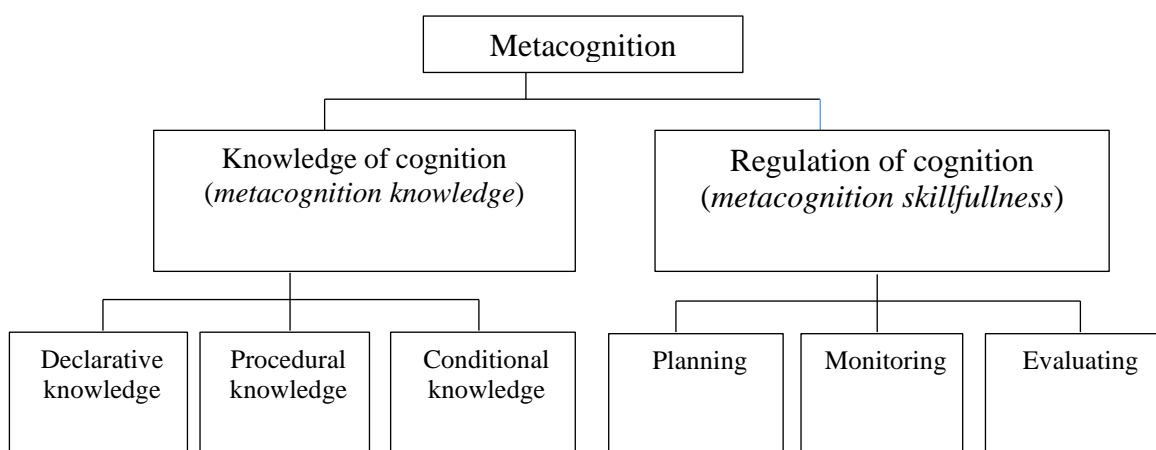 Metacognition
Knowledge of cognition
(metacognition knowledge)
Regulation of cognition
(metacognition skillfullness)
Declarative
knowledge
Procedural
knowledge
Conditional
knowledge
Planning
Monitoring
Evaluating